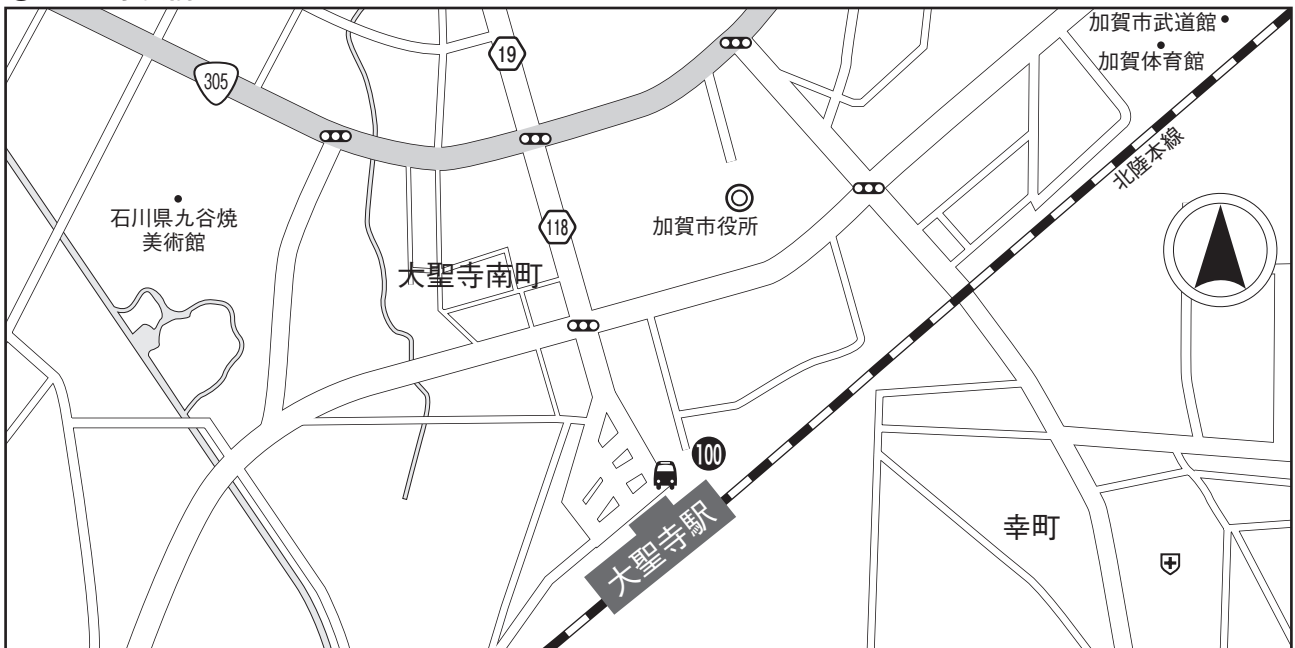 加賀市武道館
19
加賀体育館
305
北陸本線
石川県九谷焼
美術館
118
加賀市役所
大聖寺南町
100
大聖寺駅
幸町